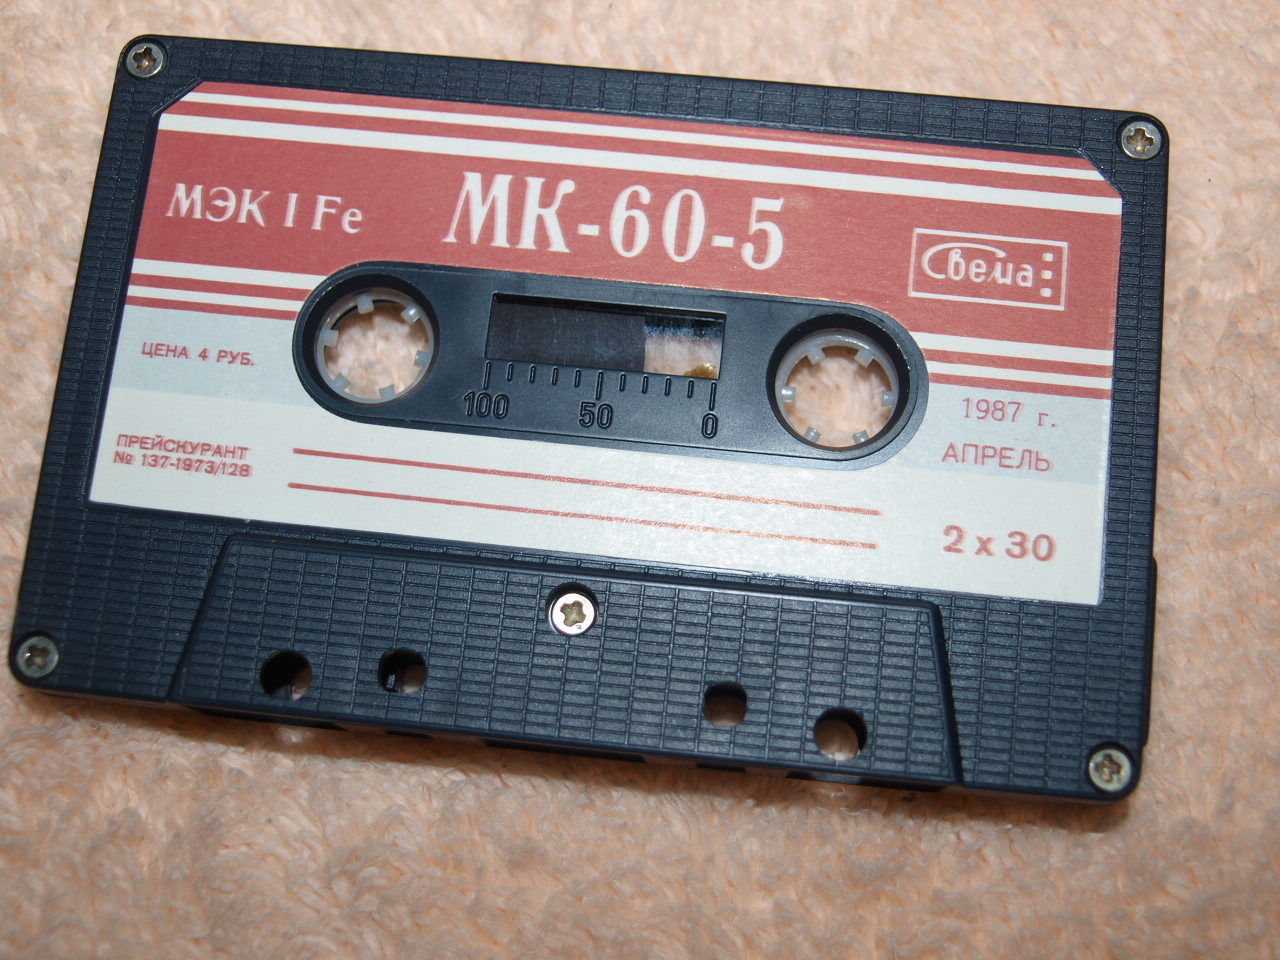 МЭК I Fe
МК-60-5
Свема
ЦЕНА 4 РУБ.
100 50 0
1987 г.
АПРЕЛЬ
ПРЕЙСКУРАНТ
№ 137-1973/128
2 х 30